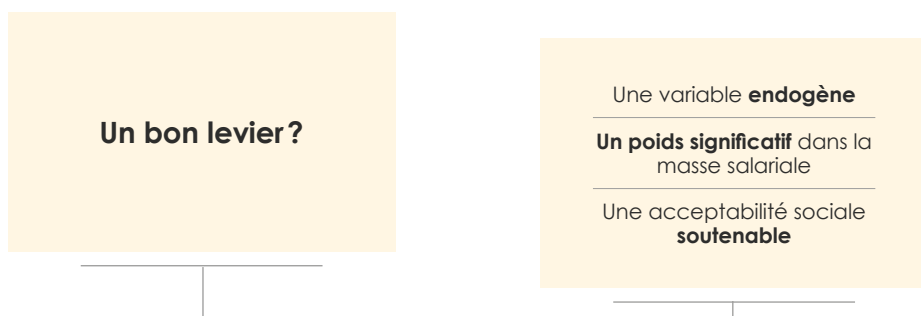 Un bon levier ?
Une variable endogène
Un poids significatif dans la
masse salariale
Une acceptabilité sociale
soutenable